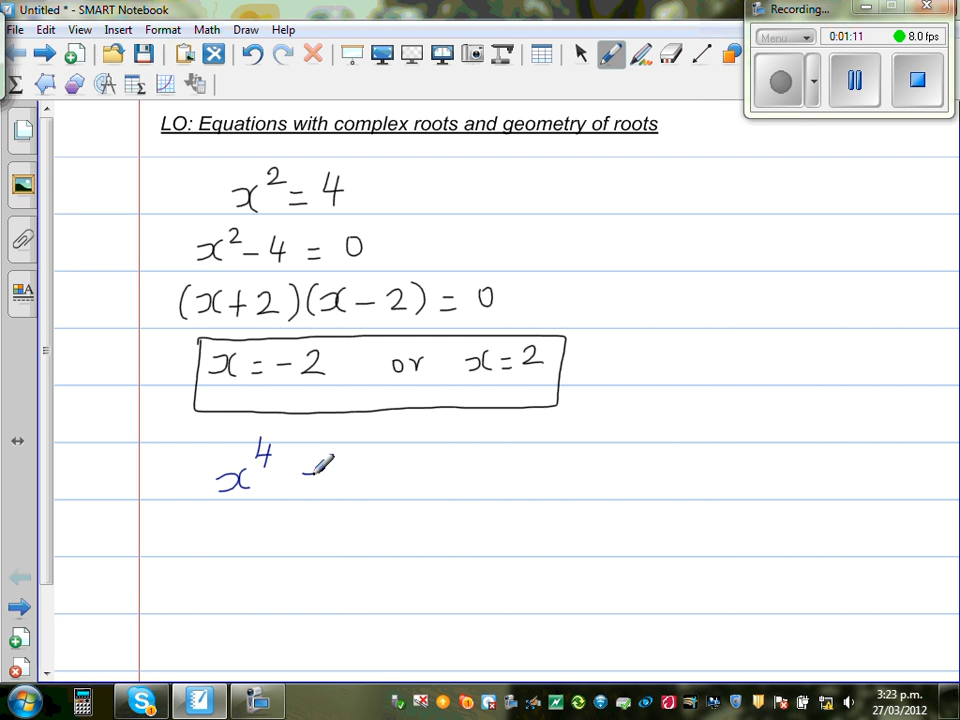 Untitled * - SMART Notebook
Recording...
File Edit View Insert Format Math Draw Help
Menu 0:01:11 8.0 fps
LO: Equations with complex roots and geometry of roots
x² = 4
x² - 4 = 0
(x+2)(x-2) = 0
x = -2 or x = 2
x⁴ -
3:23 p.m.
27/03/2012